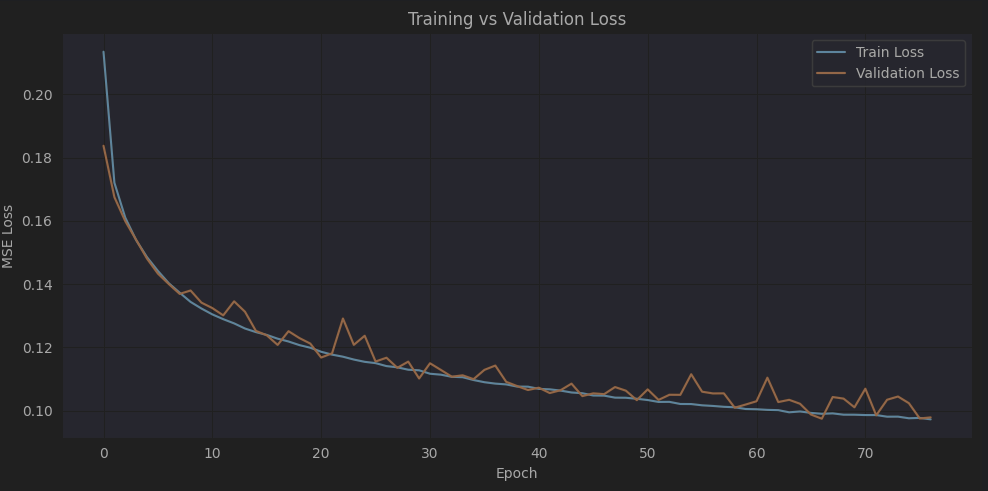 Training vs Validation Loss
Train Loss
Validation Loss
MSE Loss
0.20
0.18
0.16
0.14
0.12
0.10
0 10 20 30 40 50 60 70
Epoch